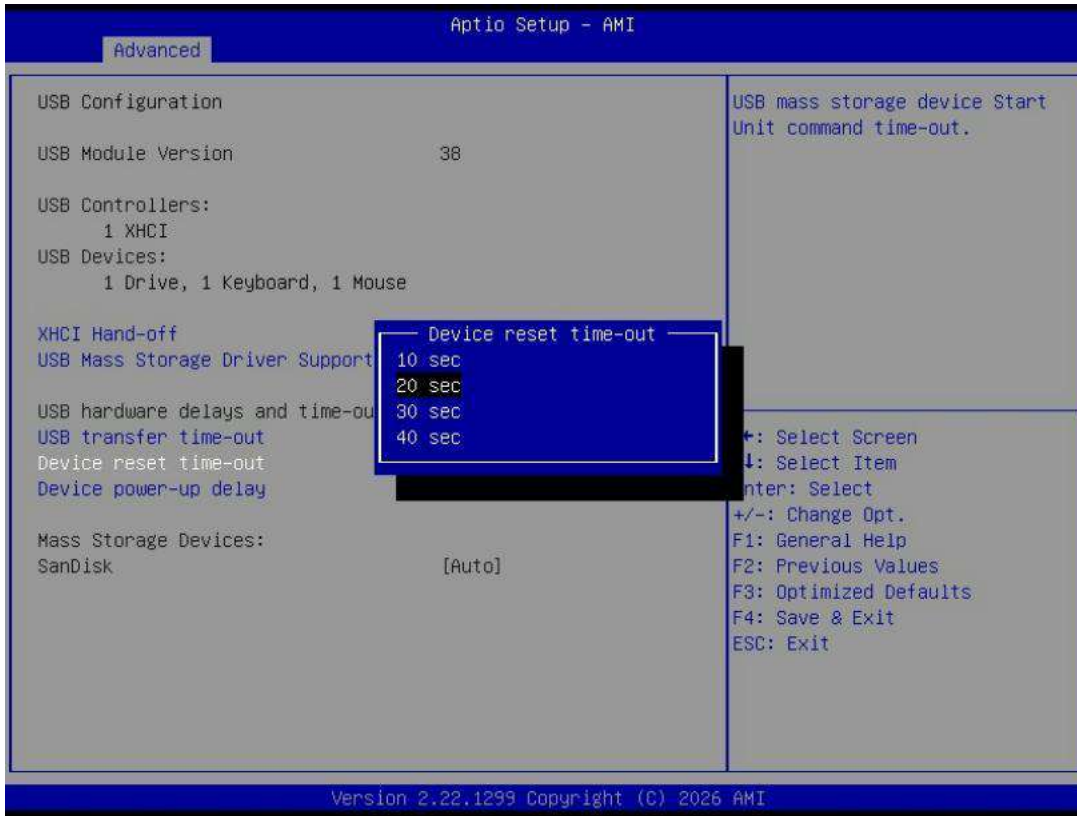 Aptio Setup - AMI
Advanced
USB Configuration
USB Module Version 38
USB Controllers:
1 XHCI
USB Devices:
1 Drive, 1 Keyboard, 1 Mouse
XHCI Hand-off
USB Mass Storage Driver Support
USB hardware delays and time-ou
USB transfer time-out
Device reset time-out
Device power-up delay
Mass Storage Devices:
SanDisk [Auto]
Device reset time-out
10 sec
20 sec
30 sec
40 sec
USB mass storage device Start
Unit command time-out.
←: Select Screen
↓: Select Item
nter: Select
+/-: Change Opt.
F1: General Help
F2: Previous Values
F3: Optimized Defaults
F4: Save & Exit
ESC: Exit
Version 2.22.1299 Copyright (C) 2026 AMI